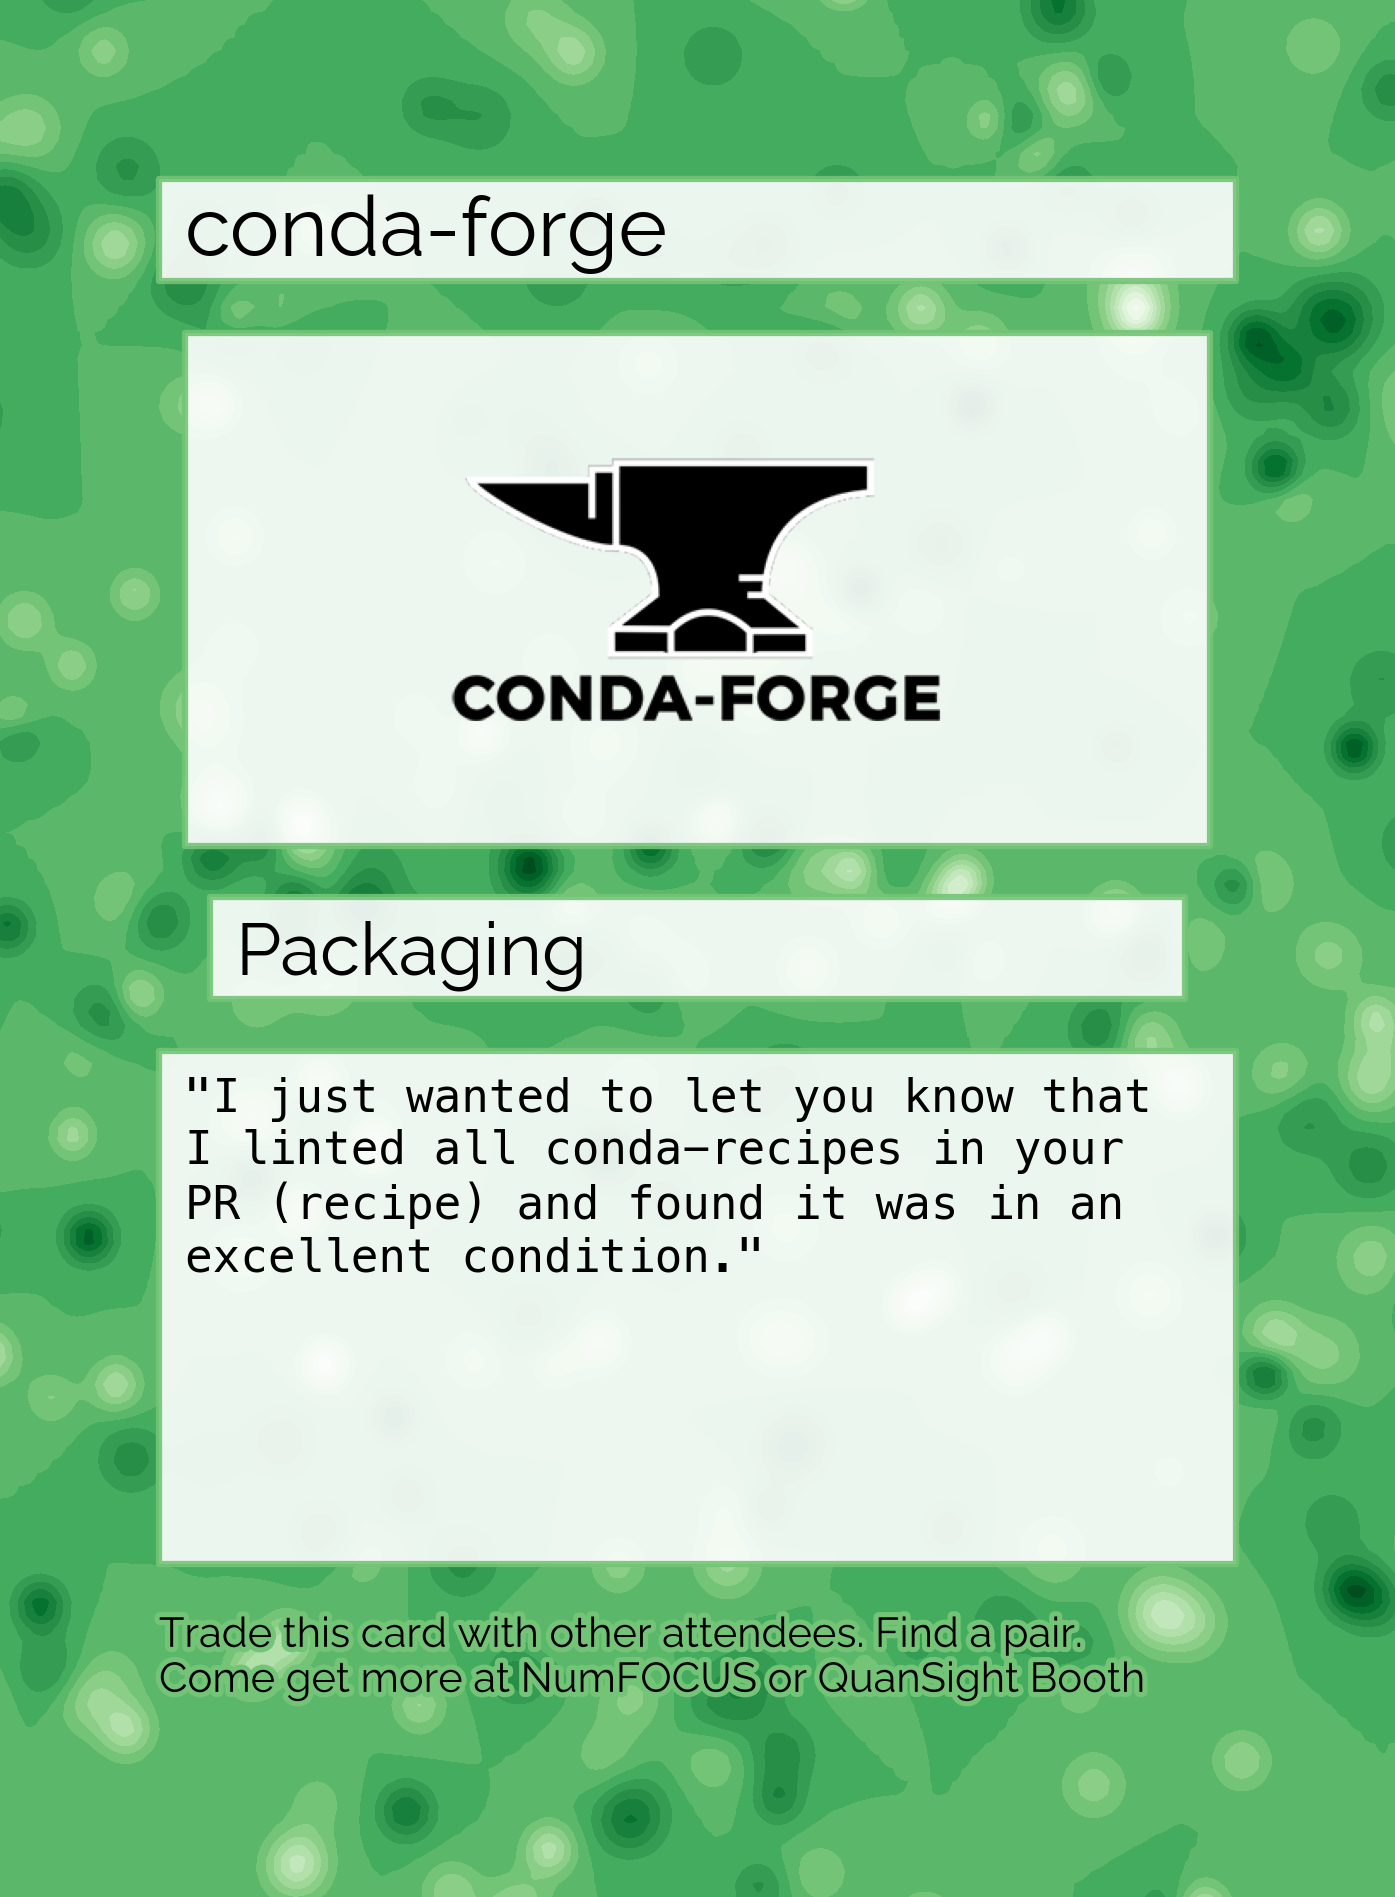 conda-forge
CONDA-FORGE
Packaging
"I just wanted to let you know that
I linted all conda-recipes in your
PR (recipe) and found it was in an
excellent condition."
Trade this card with other attendees. Find a pair.
Come get more at NumFOCUS or QuanSight Booth